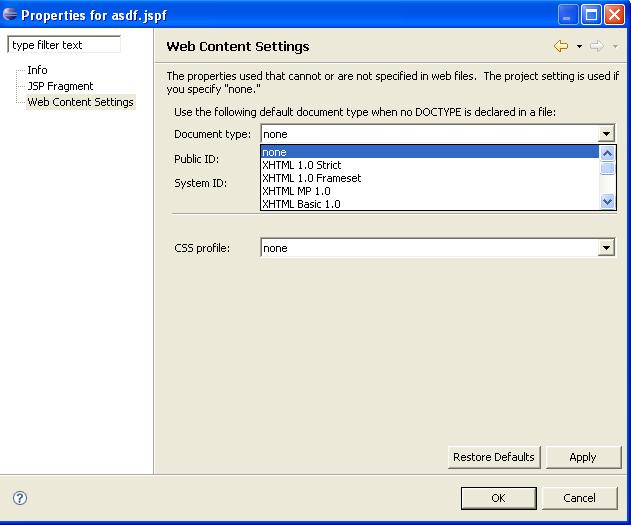 Properties for asdf.jspf
type filter text
Info
JSP Fragment
Web Content Settings
Web Content Settings
The properties used that cannot or are not specified in web files.  The project setting is used if
you specify "none."
Use the following default document type when no DOCTYPE is declared in a file:
Document type: none
none
Public ID:
XHTML 1.0 Strict
XHTML 1.0 Frameset
System ID:
XHTML MP 1.0
XHTML Basic 1.0
CSS profile: none
Restore Defaults Apply
? OK Cancel